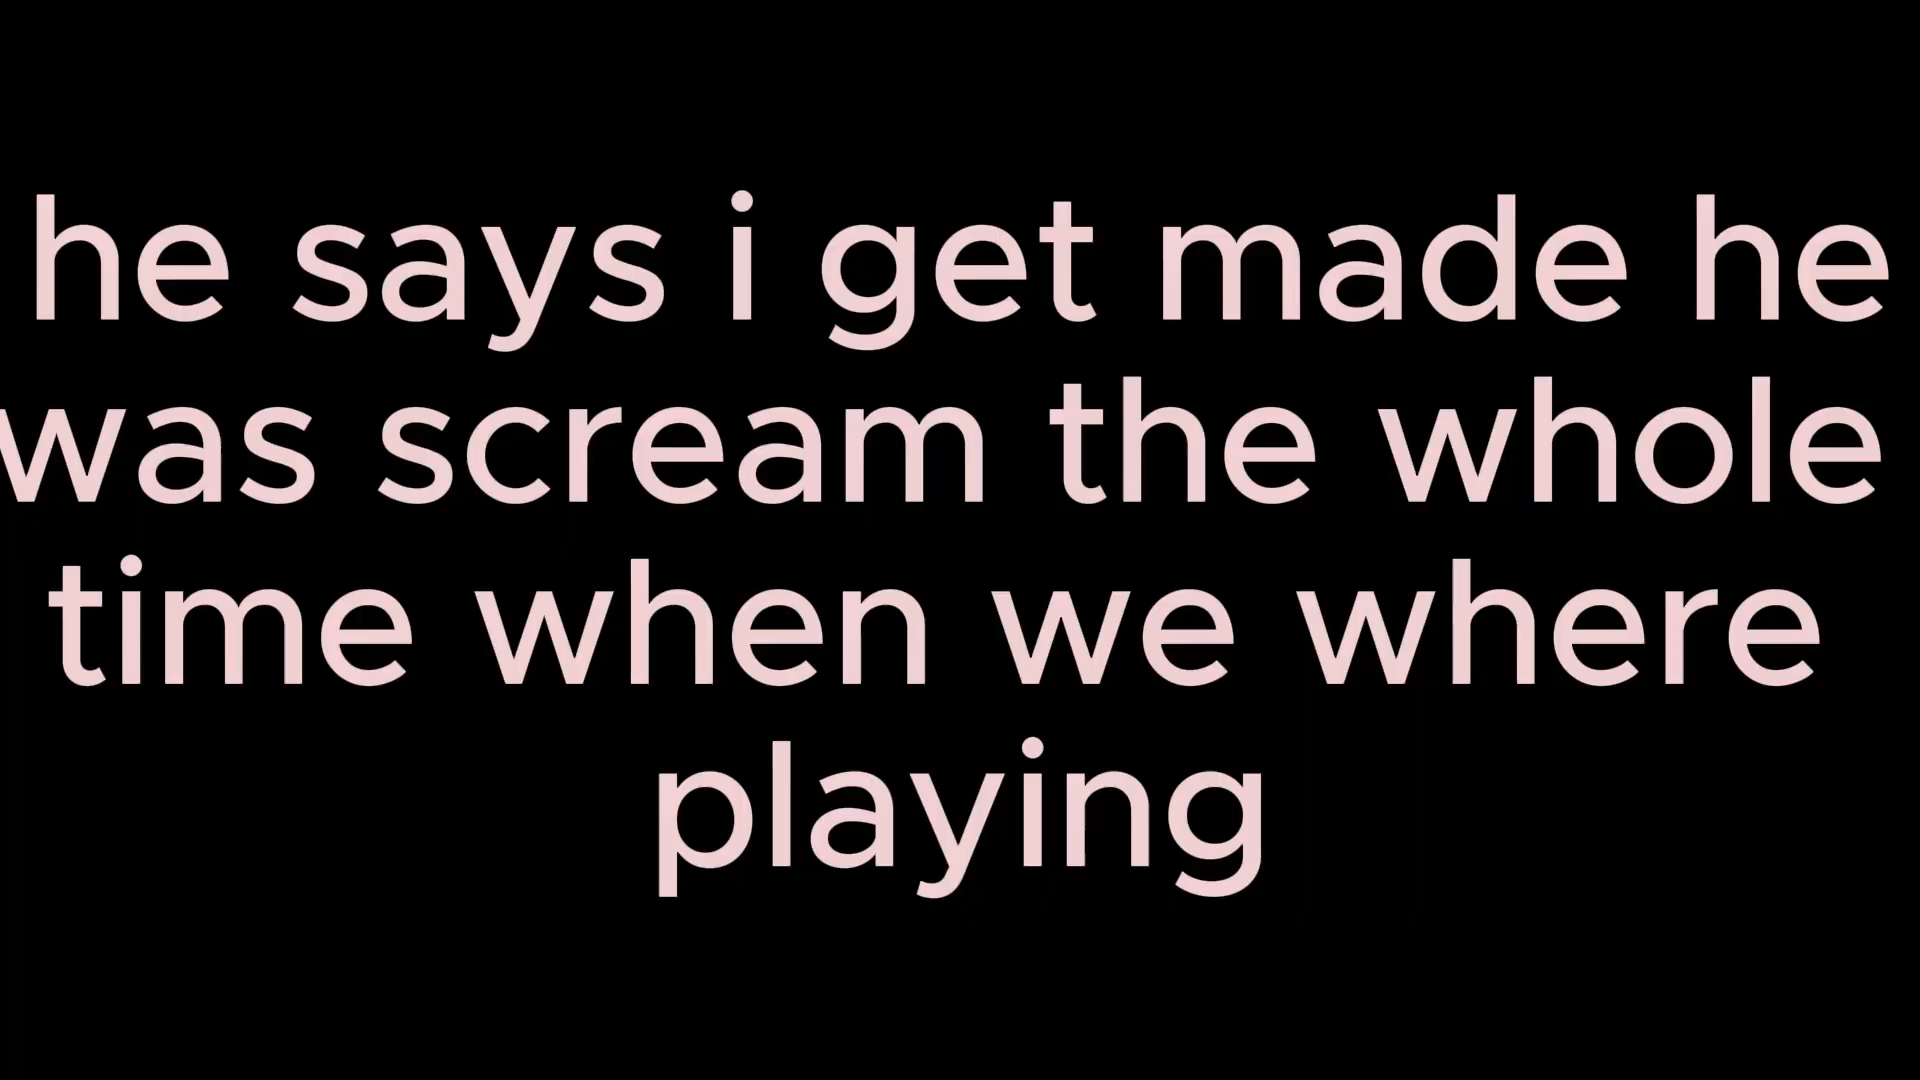 he says i get made he
was scream the whole
time when we where
playing